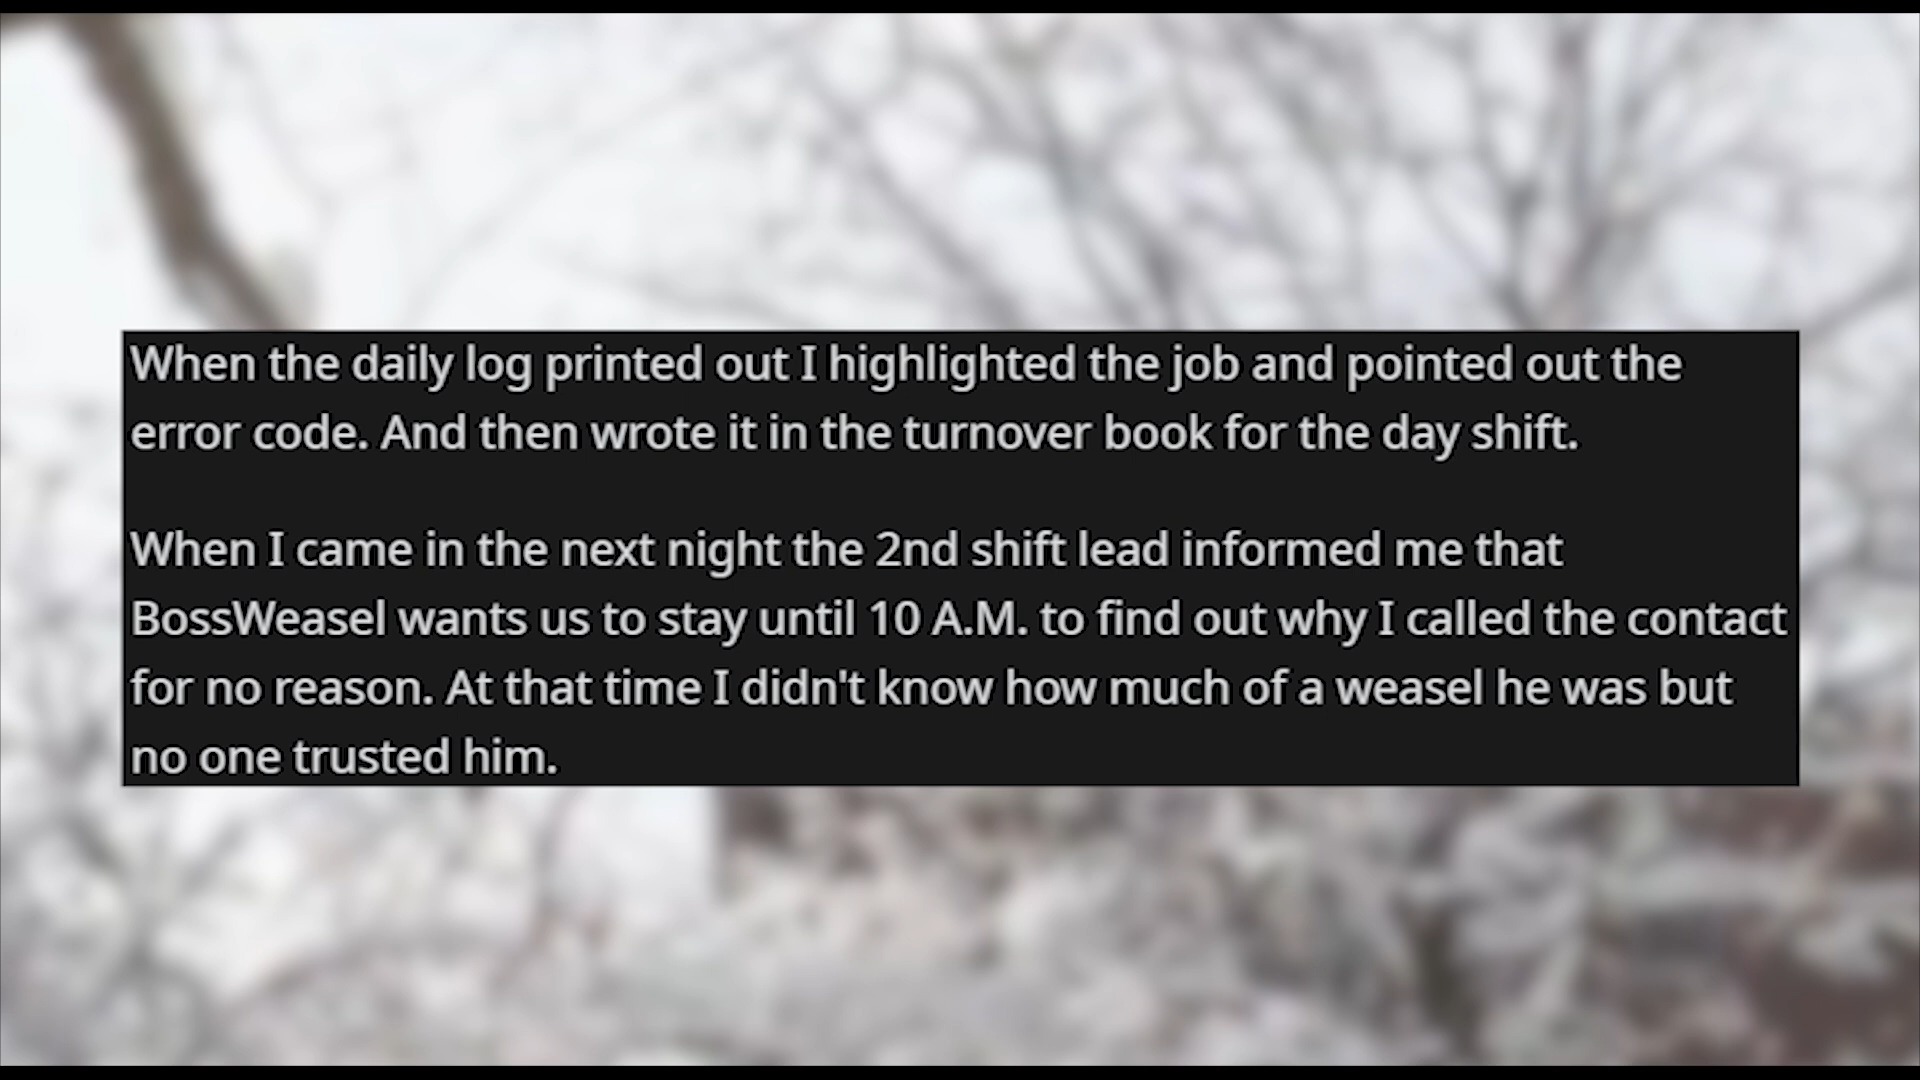 When the daily log printed out I highlighted the job and pointed out the
error code. And then wrote it in the turnover book for the day shift.
When I came in the next night the 2nd shift lead informed me that
BossWeasel wants us to stay until 10 A.M. to find out why I called the contact
for no reason. At that time I didn't know how much of a weasel he was but
no one trusted him.